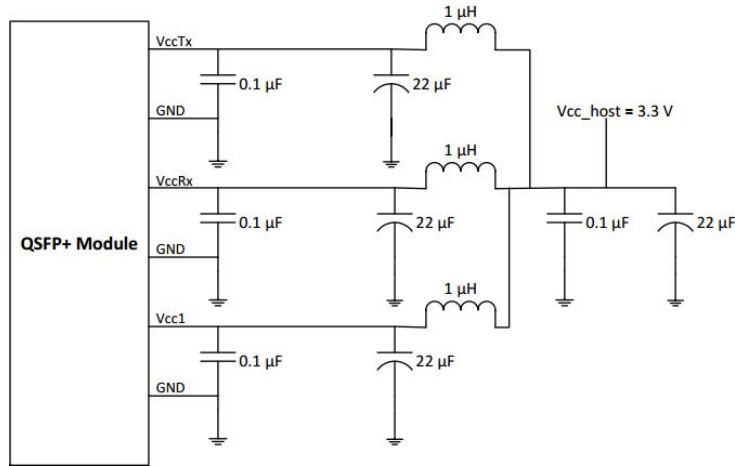 1 µH
VccTx
0.1 µF
22 µF
GND
Vcc_host = 3.3 V
1 µH
VccRx
0.1 µF
22 µF
0.1 µF
22 µF
QSFP+ Module
GND
1 µH
Vcc1
0.1 µF
22 µF
GND